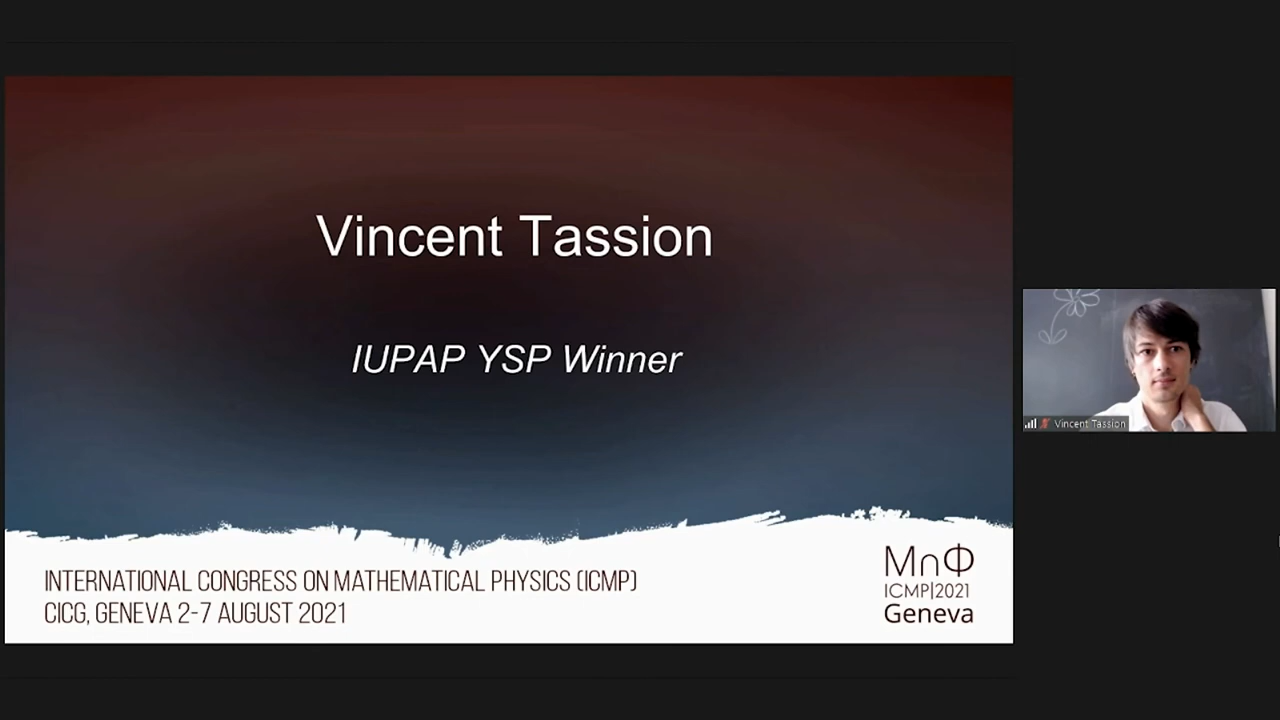 Vincent Tassion
IUPAP YSP Winner
INTERNATIONAL CONGRESS ON MATHEMATICAL PHYSICS (ICMP)
CICG, GENEVA 2-7 AUGUST 2021
MηΦ
ICMP|2021
Geneva
Vincent Tassion